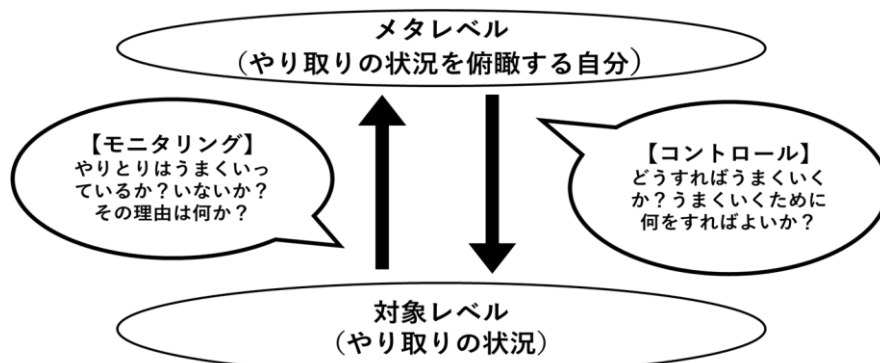 メタレベル
（やり取りの状況を俯瞰する自分）
【モニタリング】
やりとりはうまくいっ
ているか？いないか？
その理由は何か？
【コントロール】
どうすればうまくいく
か？うまくいくために
何をすればよいか？
対象レベル
（やり取りの状況）